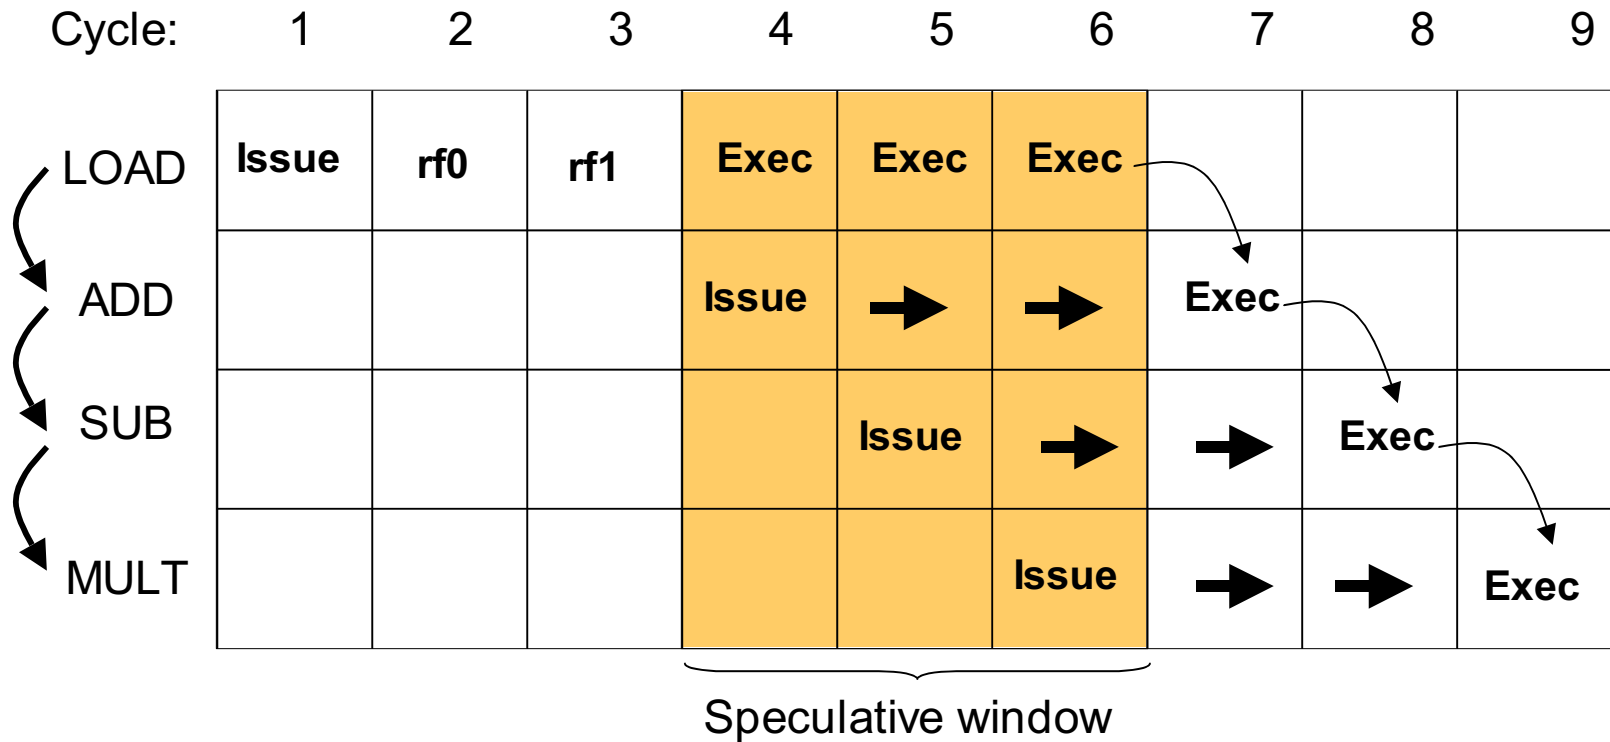 Cycle: 1 2 3 4 5 6 7 8 9
LOAD Issue rf0 rf1 Exec Exec Exec
ADD Issue Exec
SUB Issue Exec
MULT Issue Exec
Speculative window